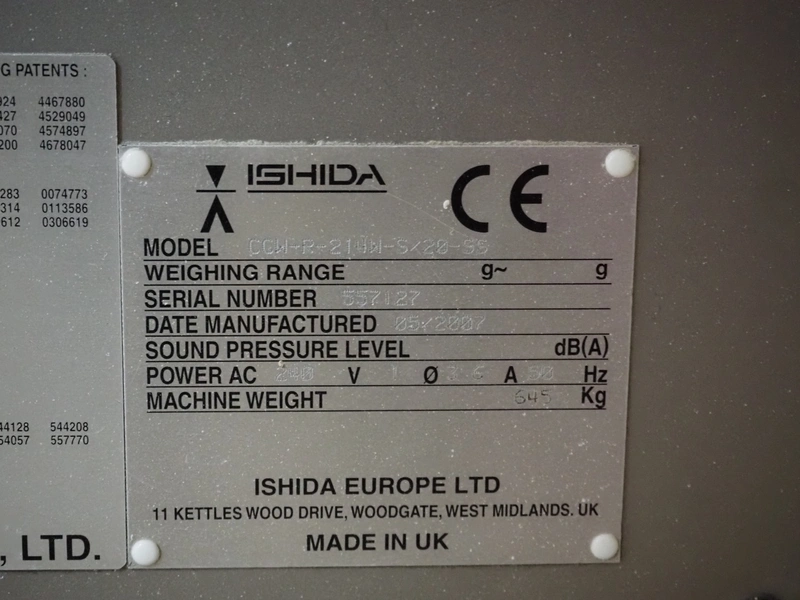 G PATENTS :
924 4467880
427 4529049
070 4574897
200 4678047
283 0074773
314 0113586
612 0306619
44128 544208
54057 557770
, LTD.
ISHIDA
CE
MODEL CCW-R-214W-S/20-SS
WEIGHING RANGE g~ g
SERIAL NUMBER 557127
DATE MANUFACTURED 05/2007
SOUND PRESSURE LEVEL dB(A)
POWER AC 240 V 1 Ø A 50 Hz
MACHINE WEIGHT 645 Kg
ISHIDA EUROPE LTD
11 KETTLES WOOD DRIVE, WOODGATE, WEST MIDLANDS. UK
MADE IN UK